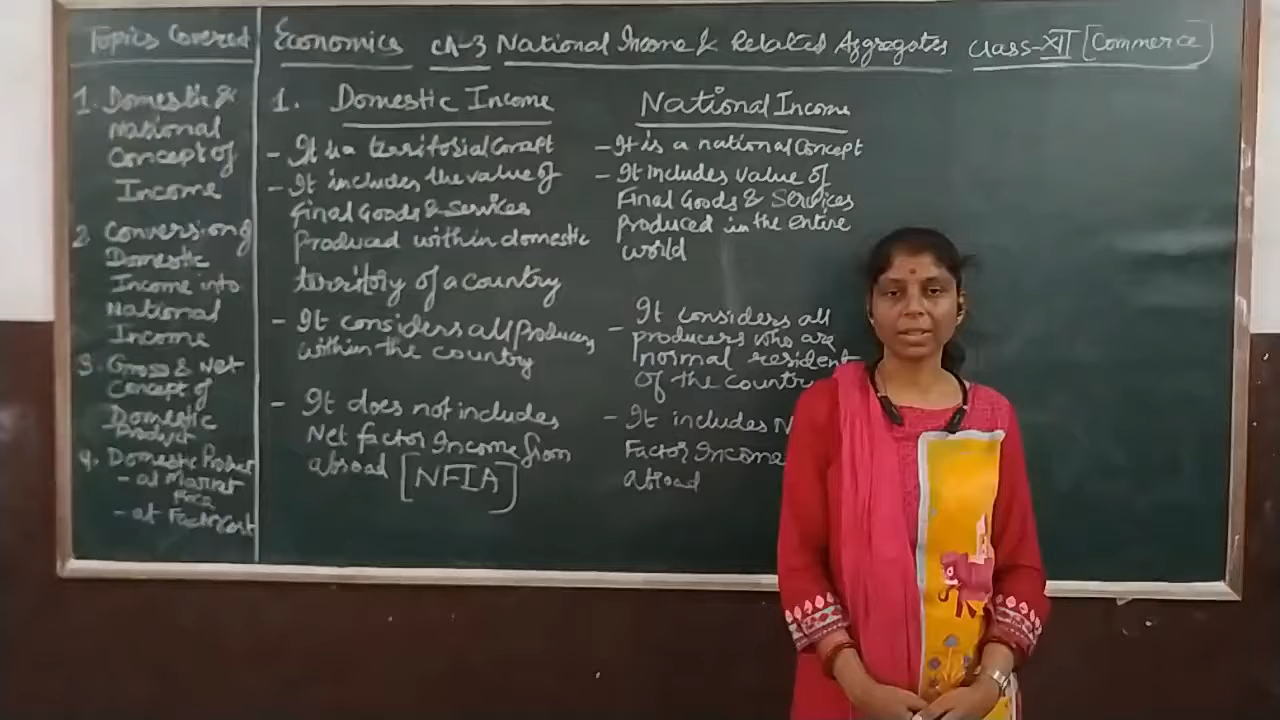 Topics Covered
Economics Ch-3 National Income & Related Aggregates Class-XII [Commerce]
1. Domestic &
National
Concept of
Income
2. Conversion of
Domestic
Income into
National
Income
3. Gross & Net
Concept of
Domestic
Product
4. Domestic Product
- at Market
Price
- at Factor Cost
1. Domestic Income
- It is a territorial Concept
- It includes the value of
final Goods & Services
produced within domestic
territory of a country
- It considers all Producers
within the country
- It does not includes
Net factor Income from
abroad [NFIA]
National Income
- It is a national Concept
- It includes value of
Final Goods & Services
produced in the entire
world
- It considers all
producers who are
normal resident
of the countr
- It includes N
Factor Income
abroad